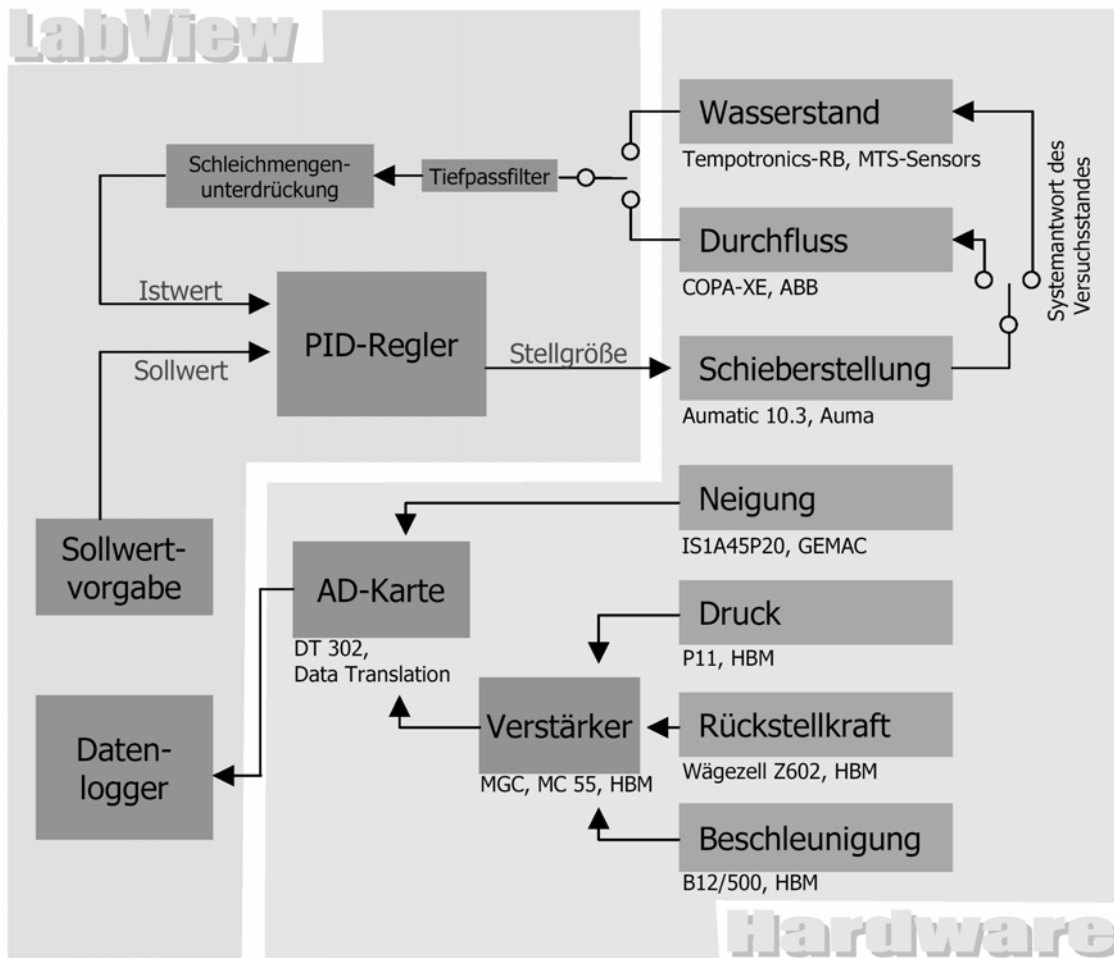 LabView
Wasserstand
Tempotronics-RB, MTS-Sensors
Schleichmengen-
unterdrückung
Tiefpassfilter
Durchfluss
COPA-XE, ABB
Systemantwort des
Versuchsstandes
Istwert
PID-Regler
Sollwert
Stellgröße
Schieberstellung
Aumatic 10.3, Auma
Neigung
IS1A45P20, GEMAC
Sollwert-
vorgabe
AD-Karte
DT 302,
Data Translation
Druck
P11, HBM
Verstärker
MGC, MC 55, HBM
Rückstellkraft
Wägezell Z602, HBM
Daten-
logger
Beschleunigung
B12/500, HBM
Hardware